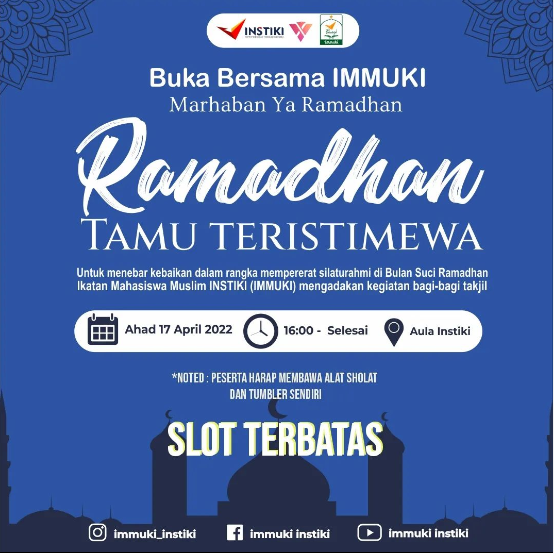 INSTIKI
Buka Bersama IMMUKI
Marhaban Ya Ramadhan
Ramadhan
TAMU TERISTIMEWA
Untuk menebar kebaikan dalam rangka mempererat silaturahmi di Bulan Suci Ramadhan
Ikatan Mahasiswa Muslim INSTIKI (IMMUKI) mengadakan kegiatan bagi-bagi takjil
Ahad 17 April 2022 16:00 - Selesai Aula Instiki
*NOTED : PESERTA HARAP MEMBAWA ALAT SHOLAT
DAN TUMBLER SENDIRI
SLOT TERBATAS
immuki_instiki immuki instiki immuki instiki